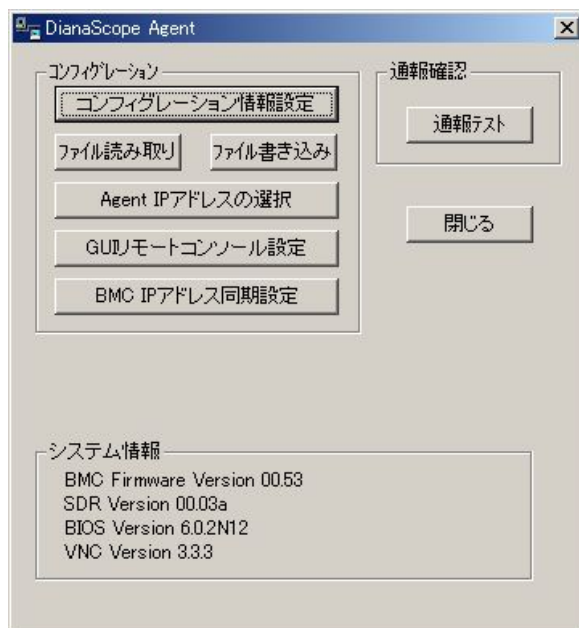 DianaScope Agent
コンフィグレーション
コンフィグレーション情報設定
ファイル読み取り
ファイル書き込み
Agent IPアドレスの選択
GUIリモートコンソール設定
BMC IPアドレス同期設定
通報確認
通報テスト
閉じる
システム情報
BMC Firmware Version 00.53
SDR Version 00.03a
BIOS Version 6.0.2N12
VNC Version 3.3.3